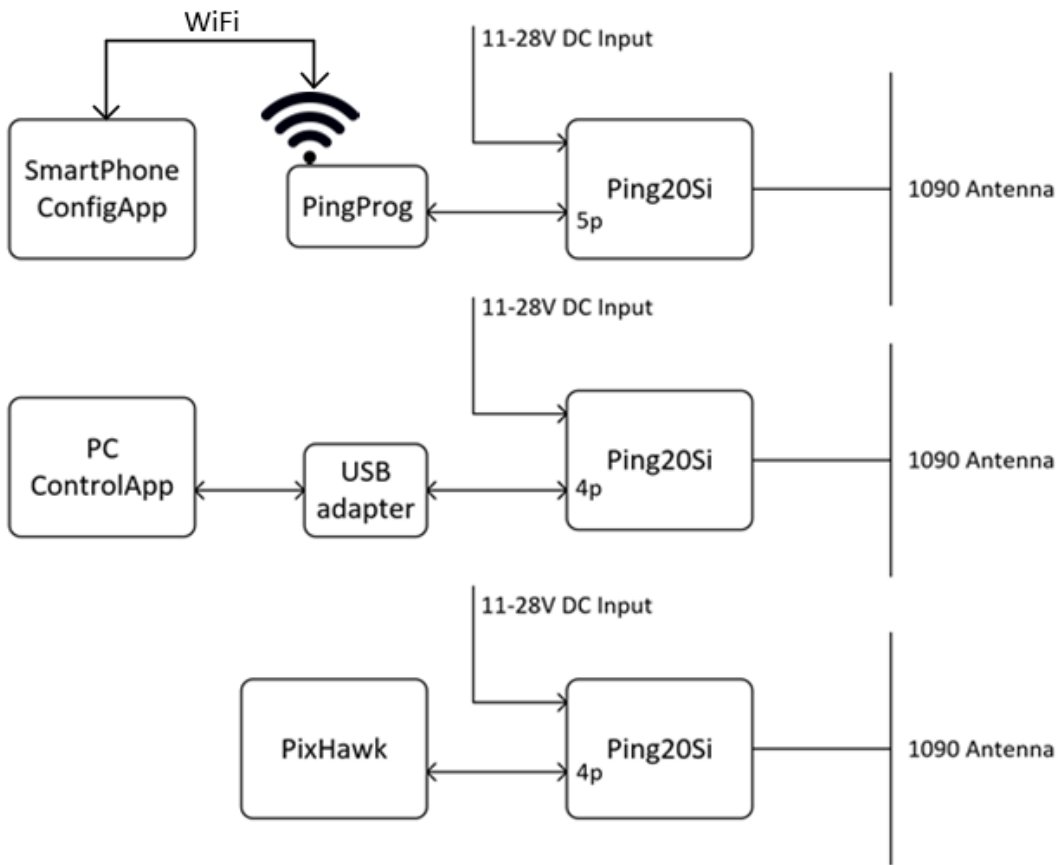 WiFi
11-28V DC Input
SmartPhone
ConfigApp
PingProg
5p
Ping20Si
1090 Antenna
11-28V DC Input
PC
ControlApp
USB
adapter
4p
Ping20Si
1090 Antenna
11-28V DC Input
PixHawk
4p
Ping20Si
1090 Antenna